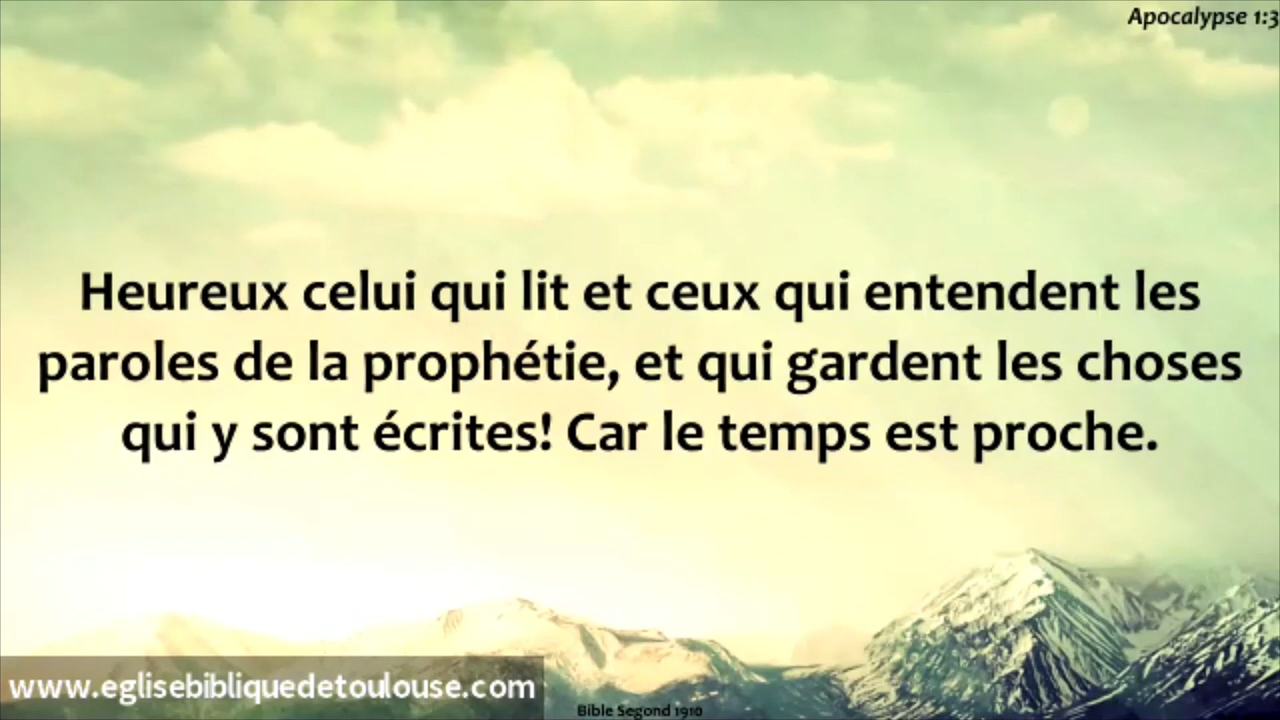 Apocalypse 1:3
Heureux celui qui lit et ceux qui entendent les
paroles de la prophétie, et qui gardent les choses
qui y sont écrites! Car le temps est proche.
www.eglisebibliquedetoulouse.com
Bible Segond 1910